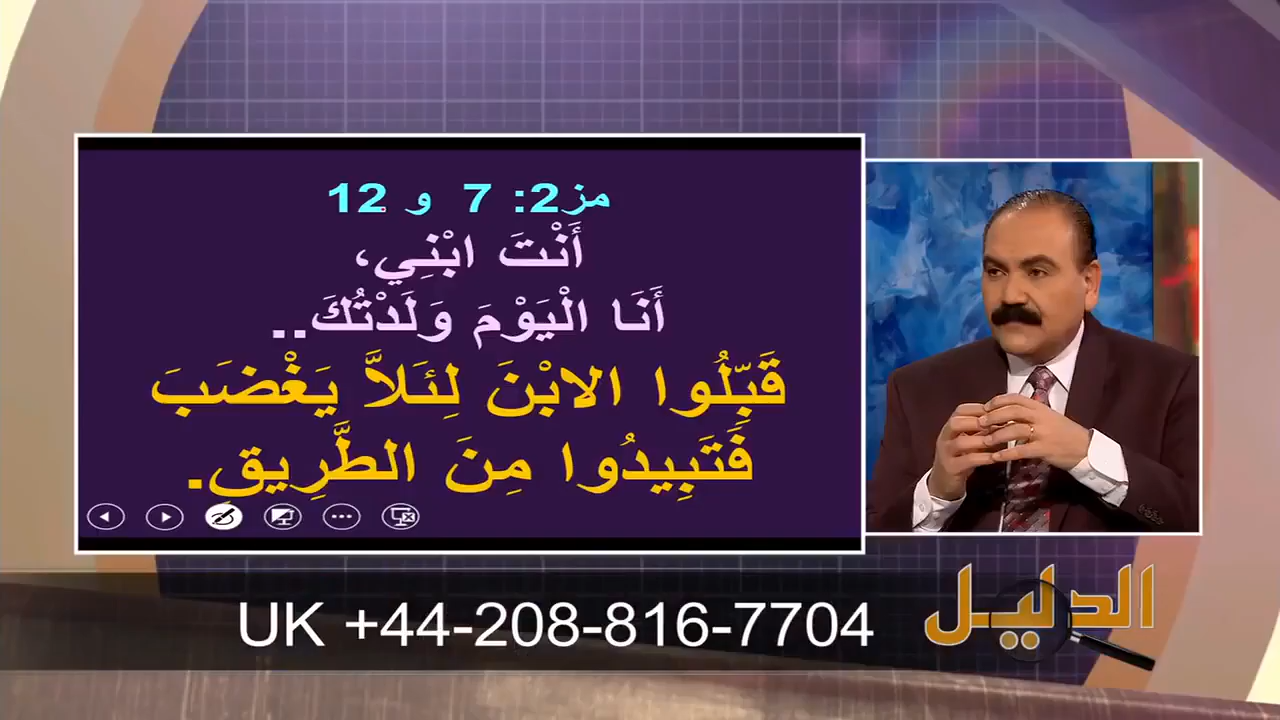 مز2: 7 و 12
أَنْتَ ابْنِي،
أَنَا الْيَوْمَ وَلَدْتُكَ..
قَبِّلُوا الابْنَ لِئَلاَّ يَغْضَبَ
فَتَبِيدُوا مِنَ الطَّرِيقِ.
الدليل
UK +44-208-816-7704